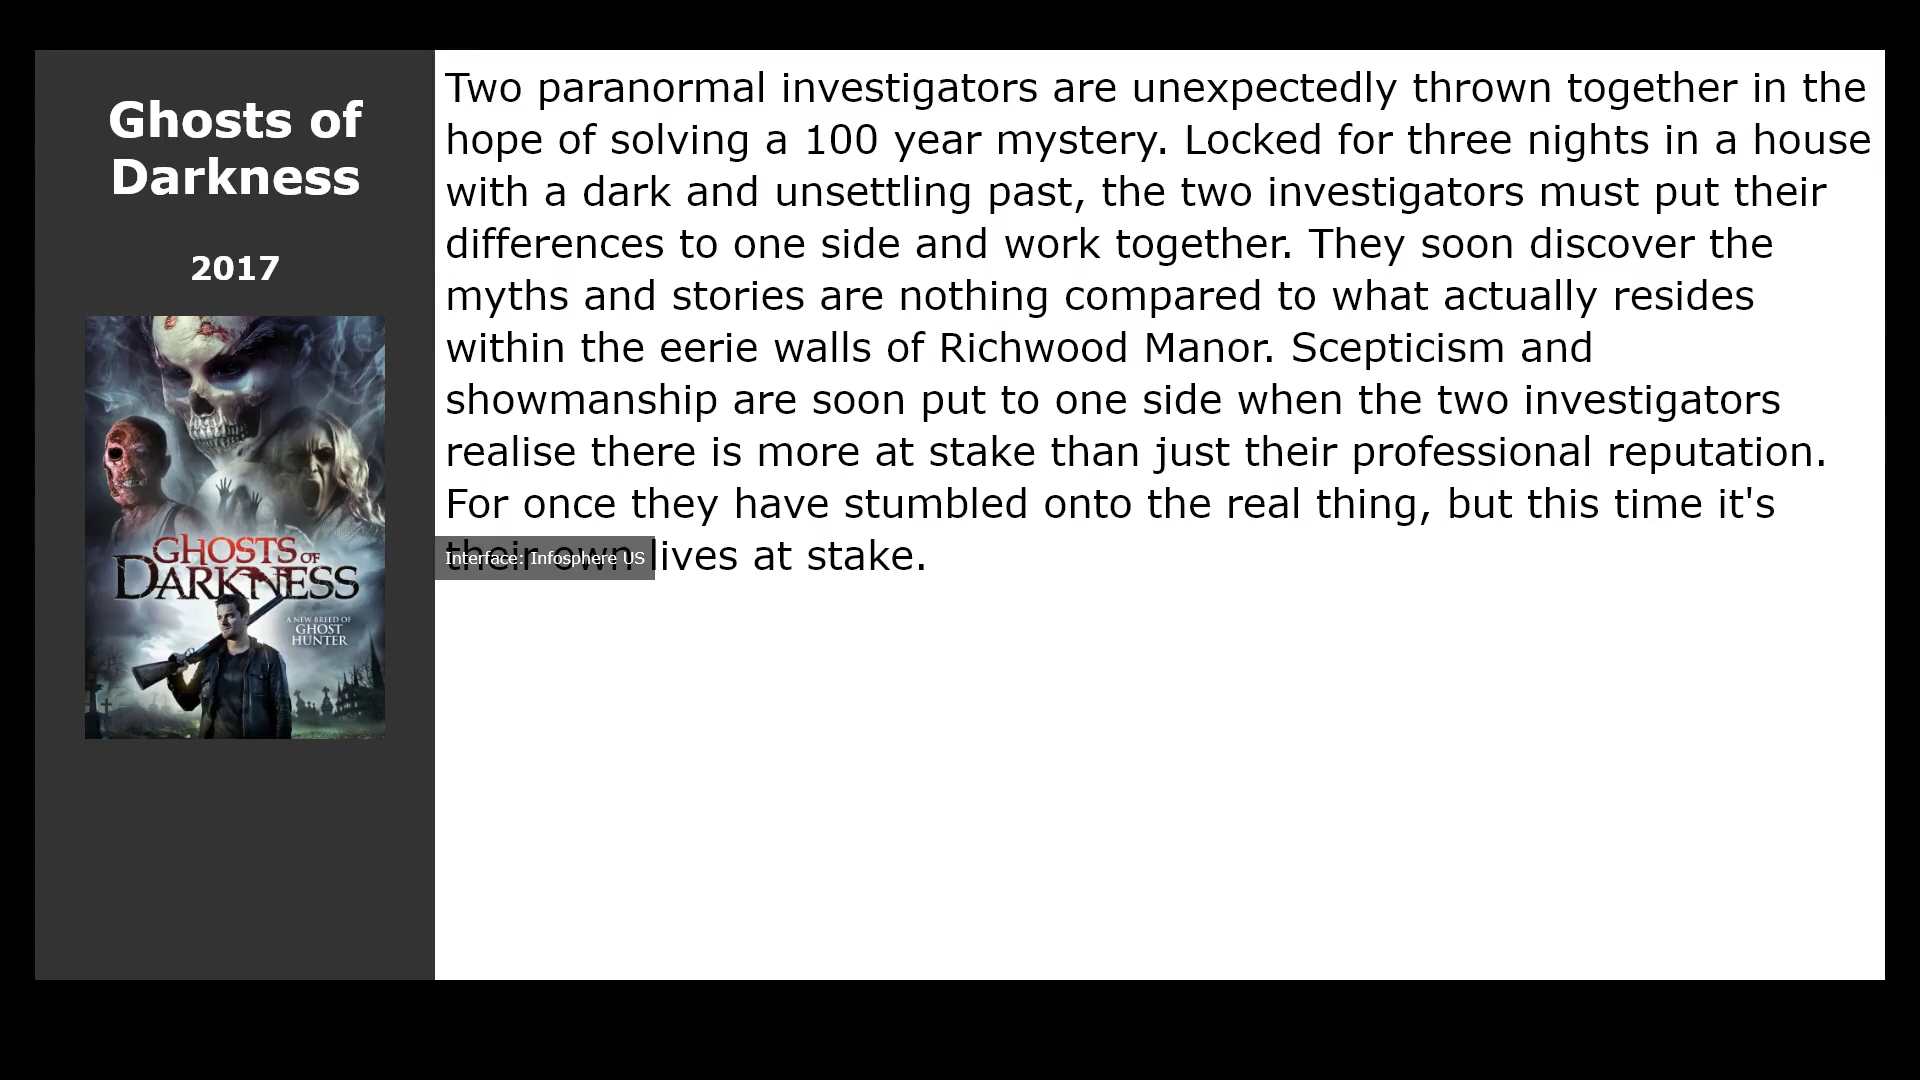 Ghosts of
Darkness
2017
GHOSTS OF
DARKNESS
A NEW BREED OF
GHOST
HUNTER
Two paranormal investigators are unexpectedly thrown together in the
hope of solving a 100 year mystery. Locked for three nights in a house
with a dark and unsettling past, the two investigators must put their
differences to one side and work together. They soon discover the
myths and stories are nothing compared to what actually resides
within the eerie walls of Richwood Manor. Scepticism and
showmanship are soon put to one side when the two investigators
realise there is more at stake than just their professional reputation.
For once they have stumbled onto the real thing, but this time it's
their own lives at stake.
Interface: Infosphere US